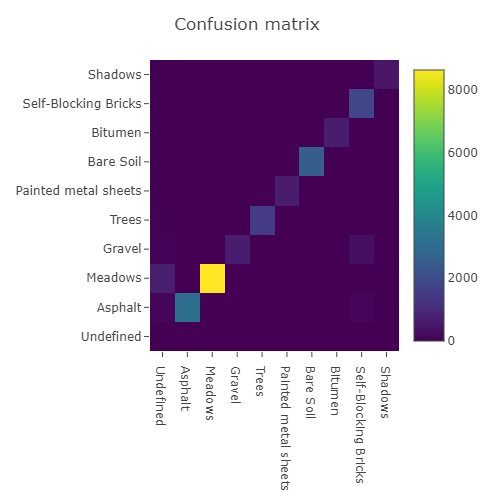 Confusion matrix
Shadows
Self-Blocking Bricks
Bitumen
Bare Soil
Painted metal sheets
Trees
Gravel
Meadows
Asphalt
Undefined
Undefined
Asphalt
Meadows
Gravel
Trees
Painted metal sheets
Bare Soil
Bitumen
Self-Blocking Bricks
Shadows
8000
6000
4000
2000
0